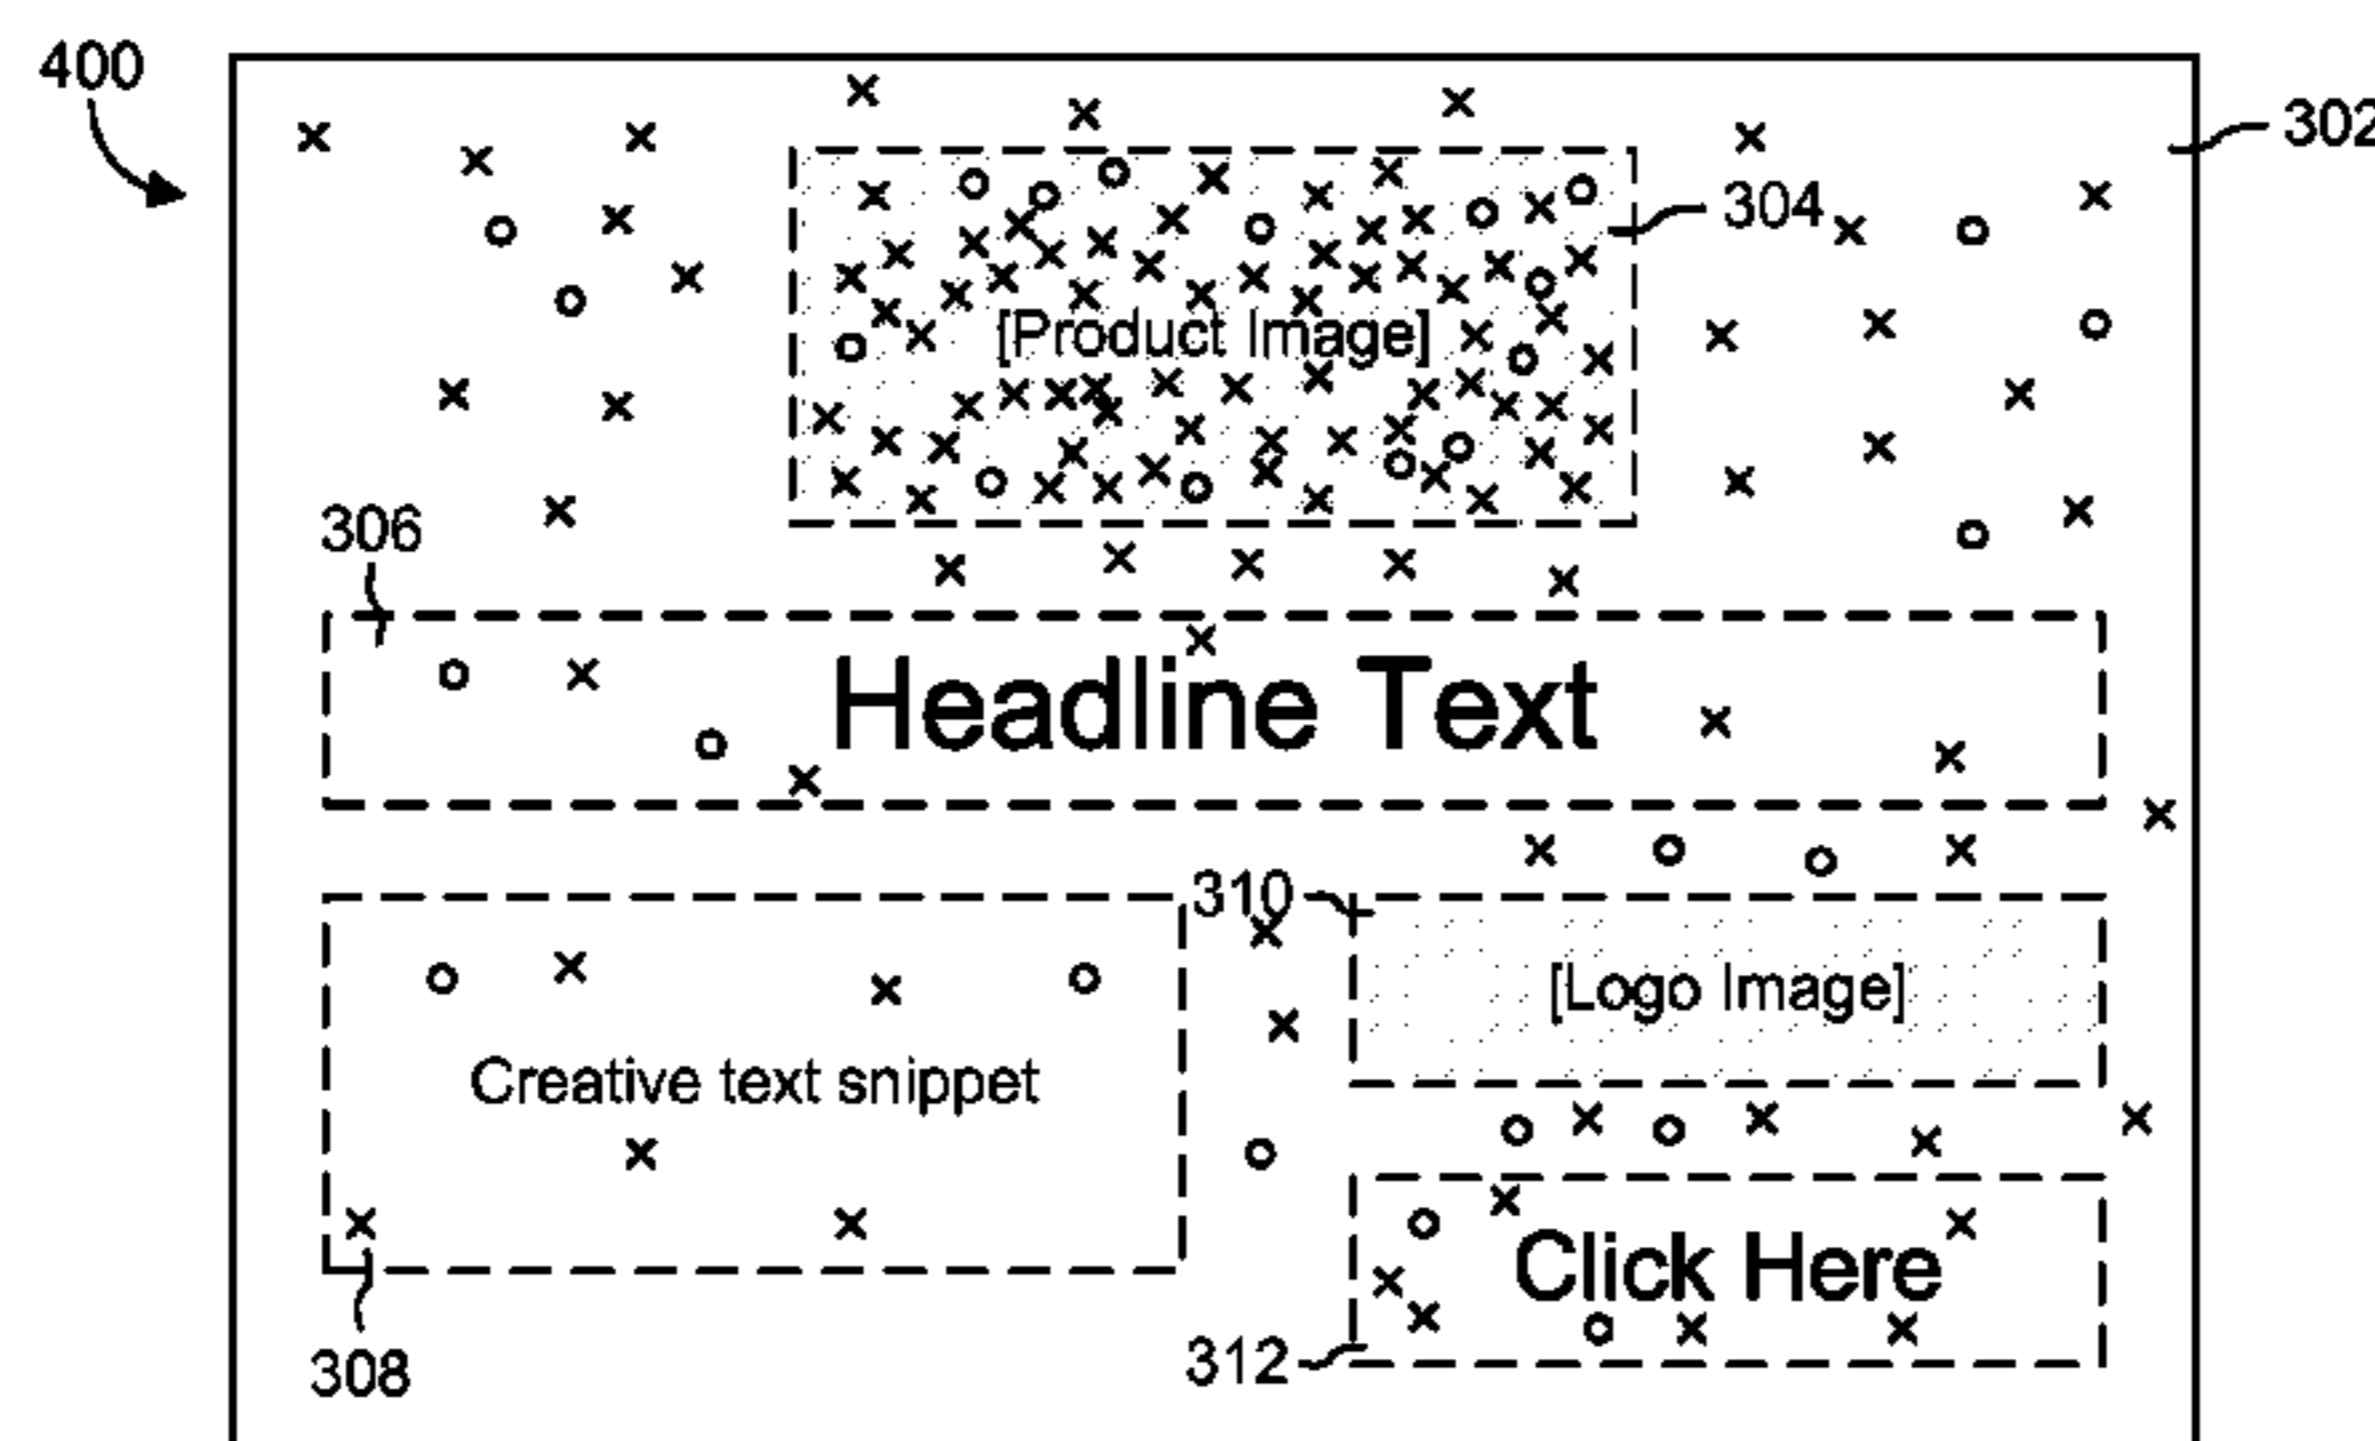 400
302
304
[Product Image]
306
Headline Text
310
[Logo Image]
Creative text snippet
Click Here
312
308